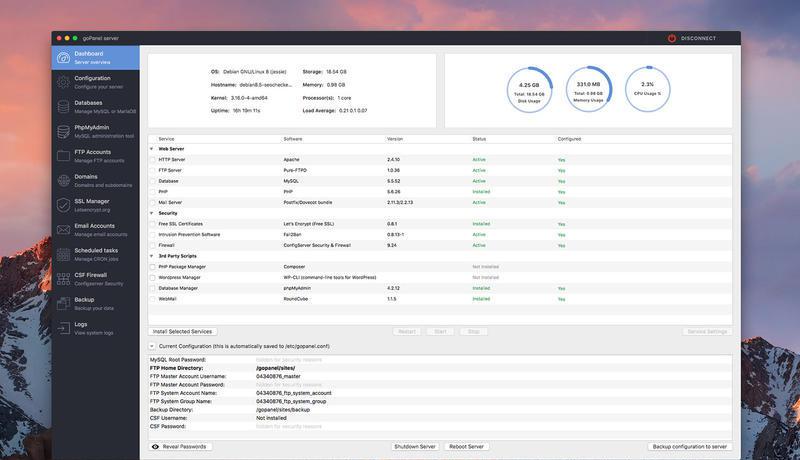 goPanel server
DISCONNECT
Dashboard
Server overview
Configuration
Configure your server
Databases
Manage MySQL or MariaDB
PhpMyAdmin
MySQL administration tool
FTP Accounts
Manage FTP accounts
Domains
Domains and subdomains
SSL Manager
Letsencrypt.org
Email Accounts
Manage email accounts
Scheduled tasks
Manage CRON jobs
CSF Firewall
Configserver Security
Backup
Backup your data
Logs
View system logs
OS: Debian GNU/Linux 8 (jessie) Storage: 18.54 GB
Hostname: debian8.5-seochecke... Memory: 0.98 GB
Kernel: 3.16.0-4-amd64 Processor(s): 1 core
Uptime: 16h 19m 11s Load Average: 0.21 0.1 0.07
4.25 GB
Total: 18.54 GB
Disk Usage
331.0 MB
Total: 0.98 GB
Memory Usage
2.3%
CPU Usage %
Service Software Version Status Configured
Web Server
HTTP Server Apache 2.4.10 Active Yes
FTP Server Pure-FTPD 1.0.36 Active Yes
Database MySQL 5.5.52 Active Yes
PHP PHP 5.6.26 Installed Yes
Mail Server Postfix/Dovecot bundle 2.11.3/2.2.13 Active Yes
Security
Free SSL Certificates Let's Encrypt (Free SSL) 0.8.1 Installed Yes
Intrusion Prevention Software Fail2Ban 0.8.13-1 Active Yes
Firewall ConfigServer Security & Firewall 9.24 Active Yes
3rd Party Scripts
PHP Package Manager Composer Not Installed
Wordpress Manager WP-CLI (command-line tools for WordPress) Not Installed
Database Manager phpMyAdmin 4.2.12 Installed Yes
WebMail RoundCube 1.1.5 Installed Yes
Install Selected Services Restart Start Stop Service Settings
Current Configuration (this is automatically saved to /etc/gopanel.conf)
MySQL Root Password: hidden for security reasons
FTP Home Directory: /gopanel/sites/
FTP Master Account Username: 04340876_master
FTP Master Account Password: hidden for security reasons
FTP System Account Name: 04340876_ftp_system_account
FTP System Group Name: 04340876_ftp_system_group
Backup Directory: /gopanel/sites/backup
CSF Username: Not installed
CSF Password: hidden for security reasons
Reveal Passwords Shutdown Server Reboot Server Backup configuration to server